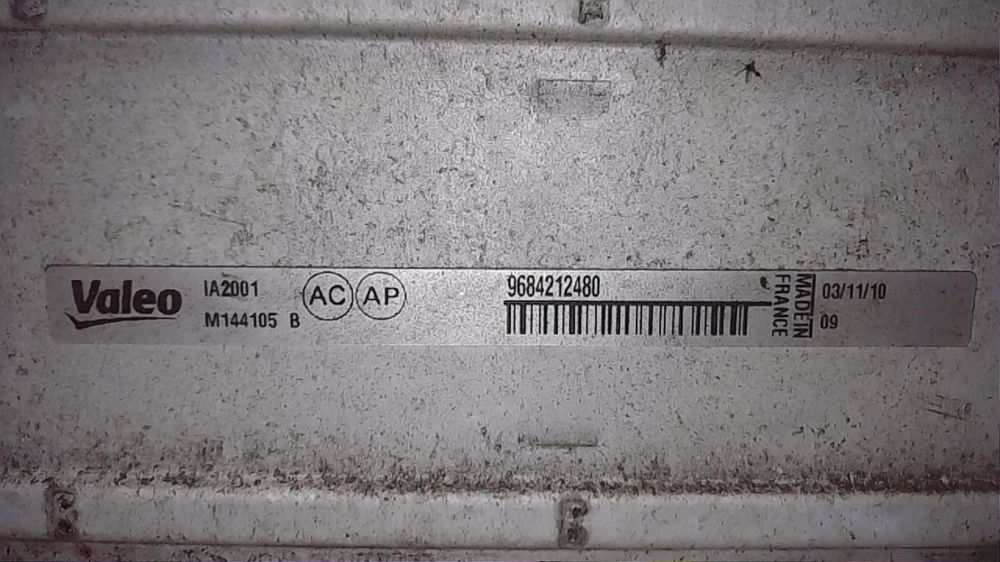 Valeo
IA2001
M144105 B
AC AP
9684212480
MADE IN
FRANCE
03/11/10
09